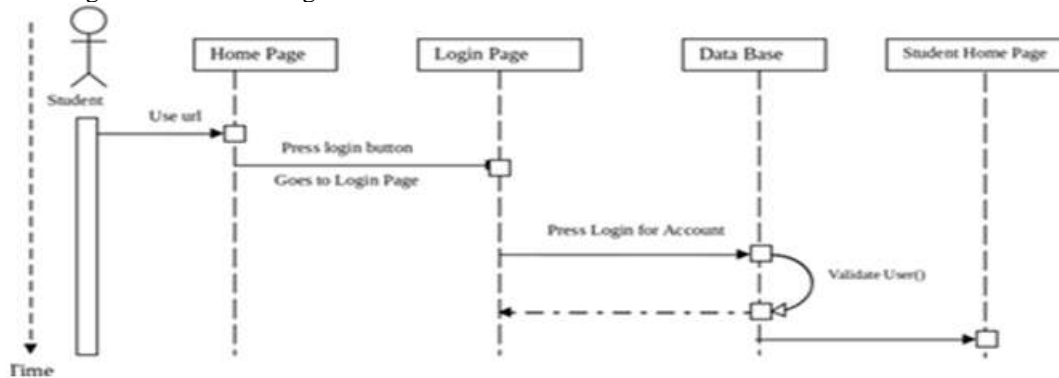 Home Page
Login Page
Data Base
Student Home Page
Student
Use url
Press login button
Goes to Login Page
Press Login for Account
Validate User()
Time